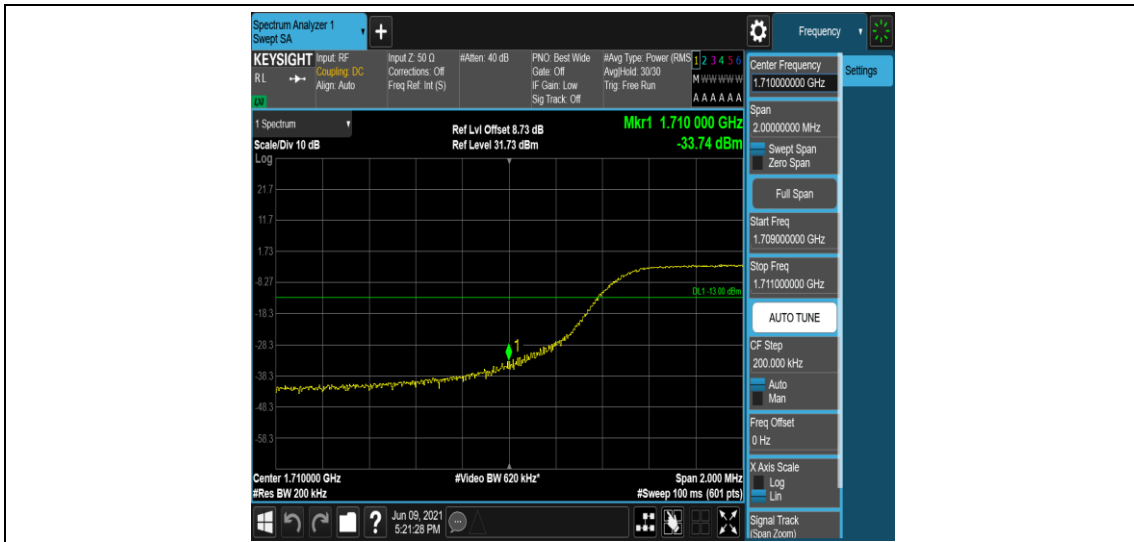 Spectrum Analyzer 1
Swept SA
+
Frequency
KEYSIGHT
Input: RF
Coupling: DC
Align: Auto
RL
LXI
Input Z: 50 Ω
Corrections: Off
Freq Ref: Int (S)
#Atten: 40 dB
PNO: Best Wide
Gate: Off
IF Gain: Low
Sig Track: Off
#Avg Type: Power (RMS
Avg|Hold: 30/30
Trig: Free Run
1 2 3 4 5 6
M W W W W W
A A A A A A
1 Spectrum
Scale/Div 10 dB
Log
Ref Lvl Offset 8.73 dB
Ref Level 31.73 dBm
Mkr1 1.710 000 GHz
-33.74 dBm
21.7
11.7
1.73
-8.27
-18.3
-28.3
-38.3
-48.3
-58.3
DL1 -13.00 dBm
1
Center 1.710000 GHz
#Res BW 200 kHz
#Video BW 620 kHz*
Span 2.000 MHz
#Sweep 100 ms (601 pts)
?
Jun 09, 2021
5:21:28 PM
Center Frequency
1.710000000 GHz
Settings
Span
2.00000000 MHz
Swept Span
Zero Span
Full Span
Start Freq
1.709000000 GHz
Stop Freq
1.711000000 GHz
AUTO TUNE
CF Step
200.000 kHz
Auto
Man
Freq Offset
0 Hz
X Axis Scale
Log
Lin
Signal Track
(Span Zoom)